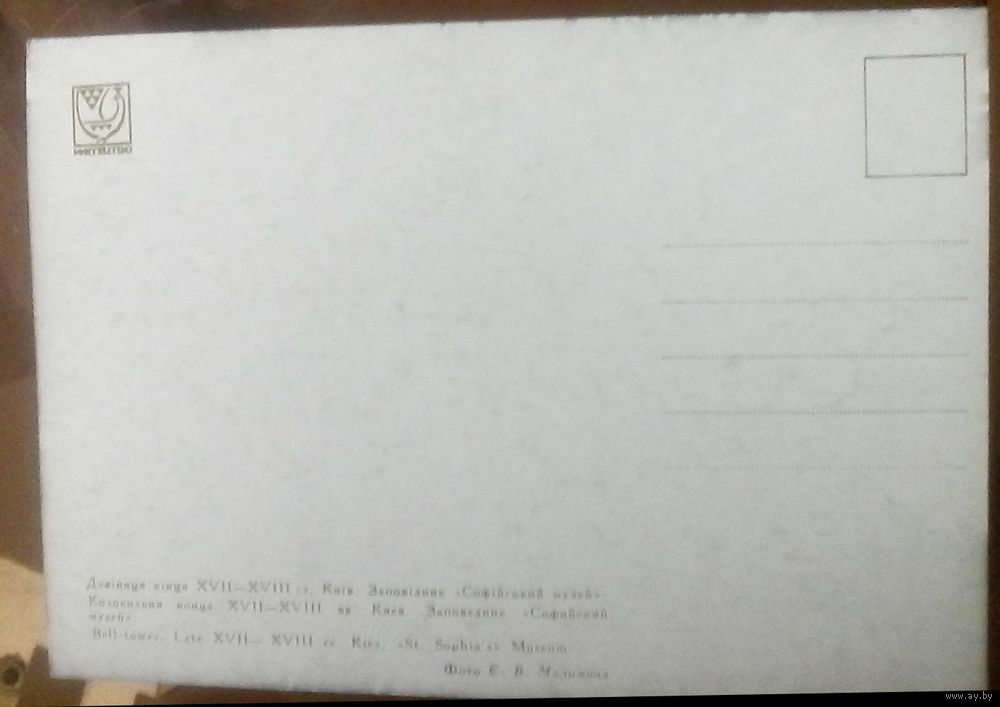 МИСТЕЦТВО
Дзвіниця кінця XVII—XVIII ст. Київ. Заповідник «Софійський музей».
Колокольня конца XVII—XVIII вв. Киев. Заповедник «Софийский
музей»
Bell-tower. Late XVII—XVIII cc. Kiev. «St. Sophia's» Museum
Фото Є. В.
www.ay.by